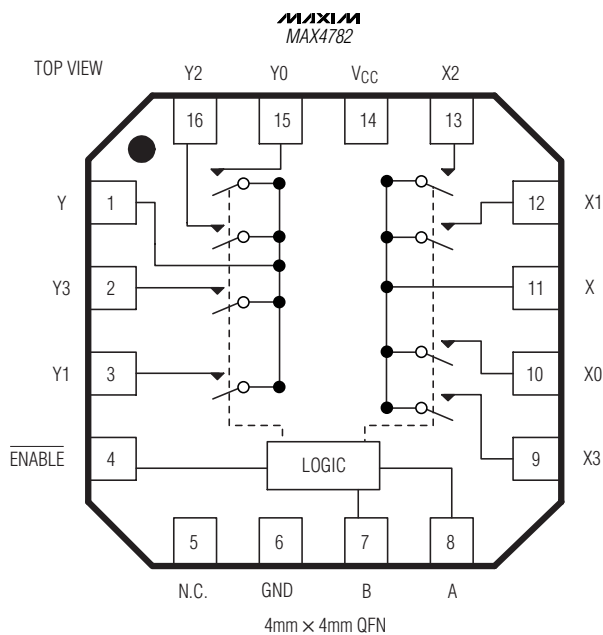 MAXIM
MAX4782
TOP VIEW
Y2 Y0 VCC X2
16 15 14 13
Y 1 12 X1
Y3 2 11 X
Y1 3 10 X0
ENABLE 4 LOGIC 9 X3
5 6 7 8
N.C. GND B A
4mm × 4mm QFN